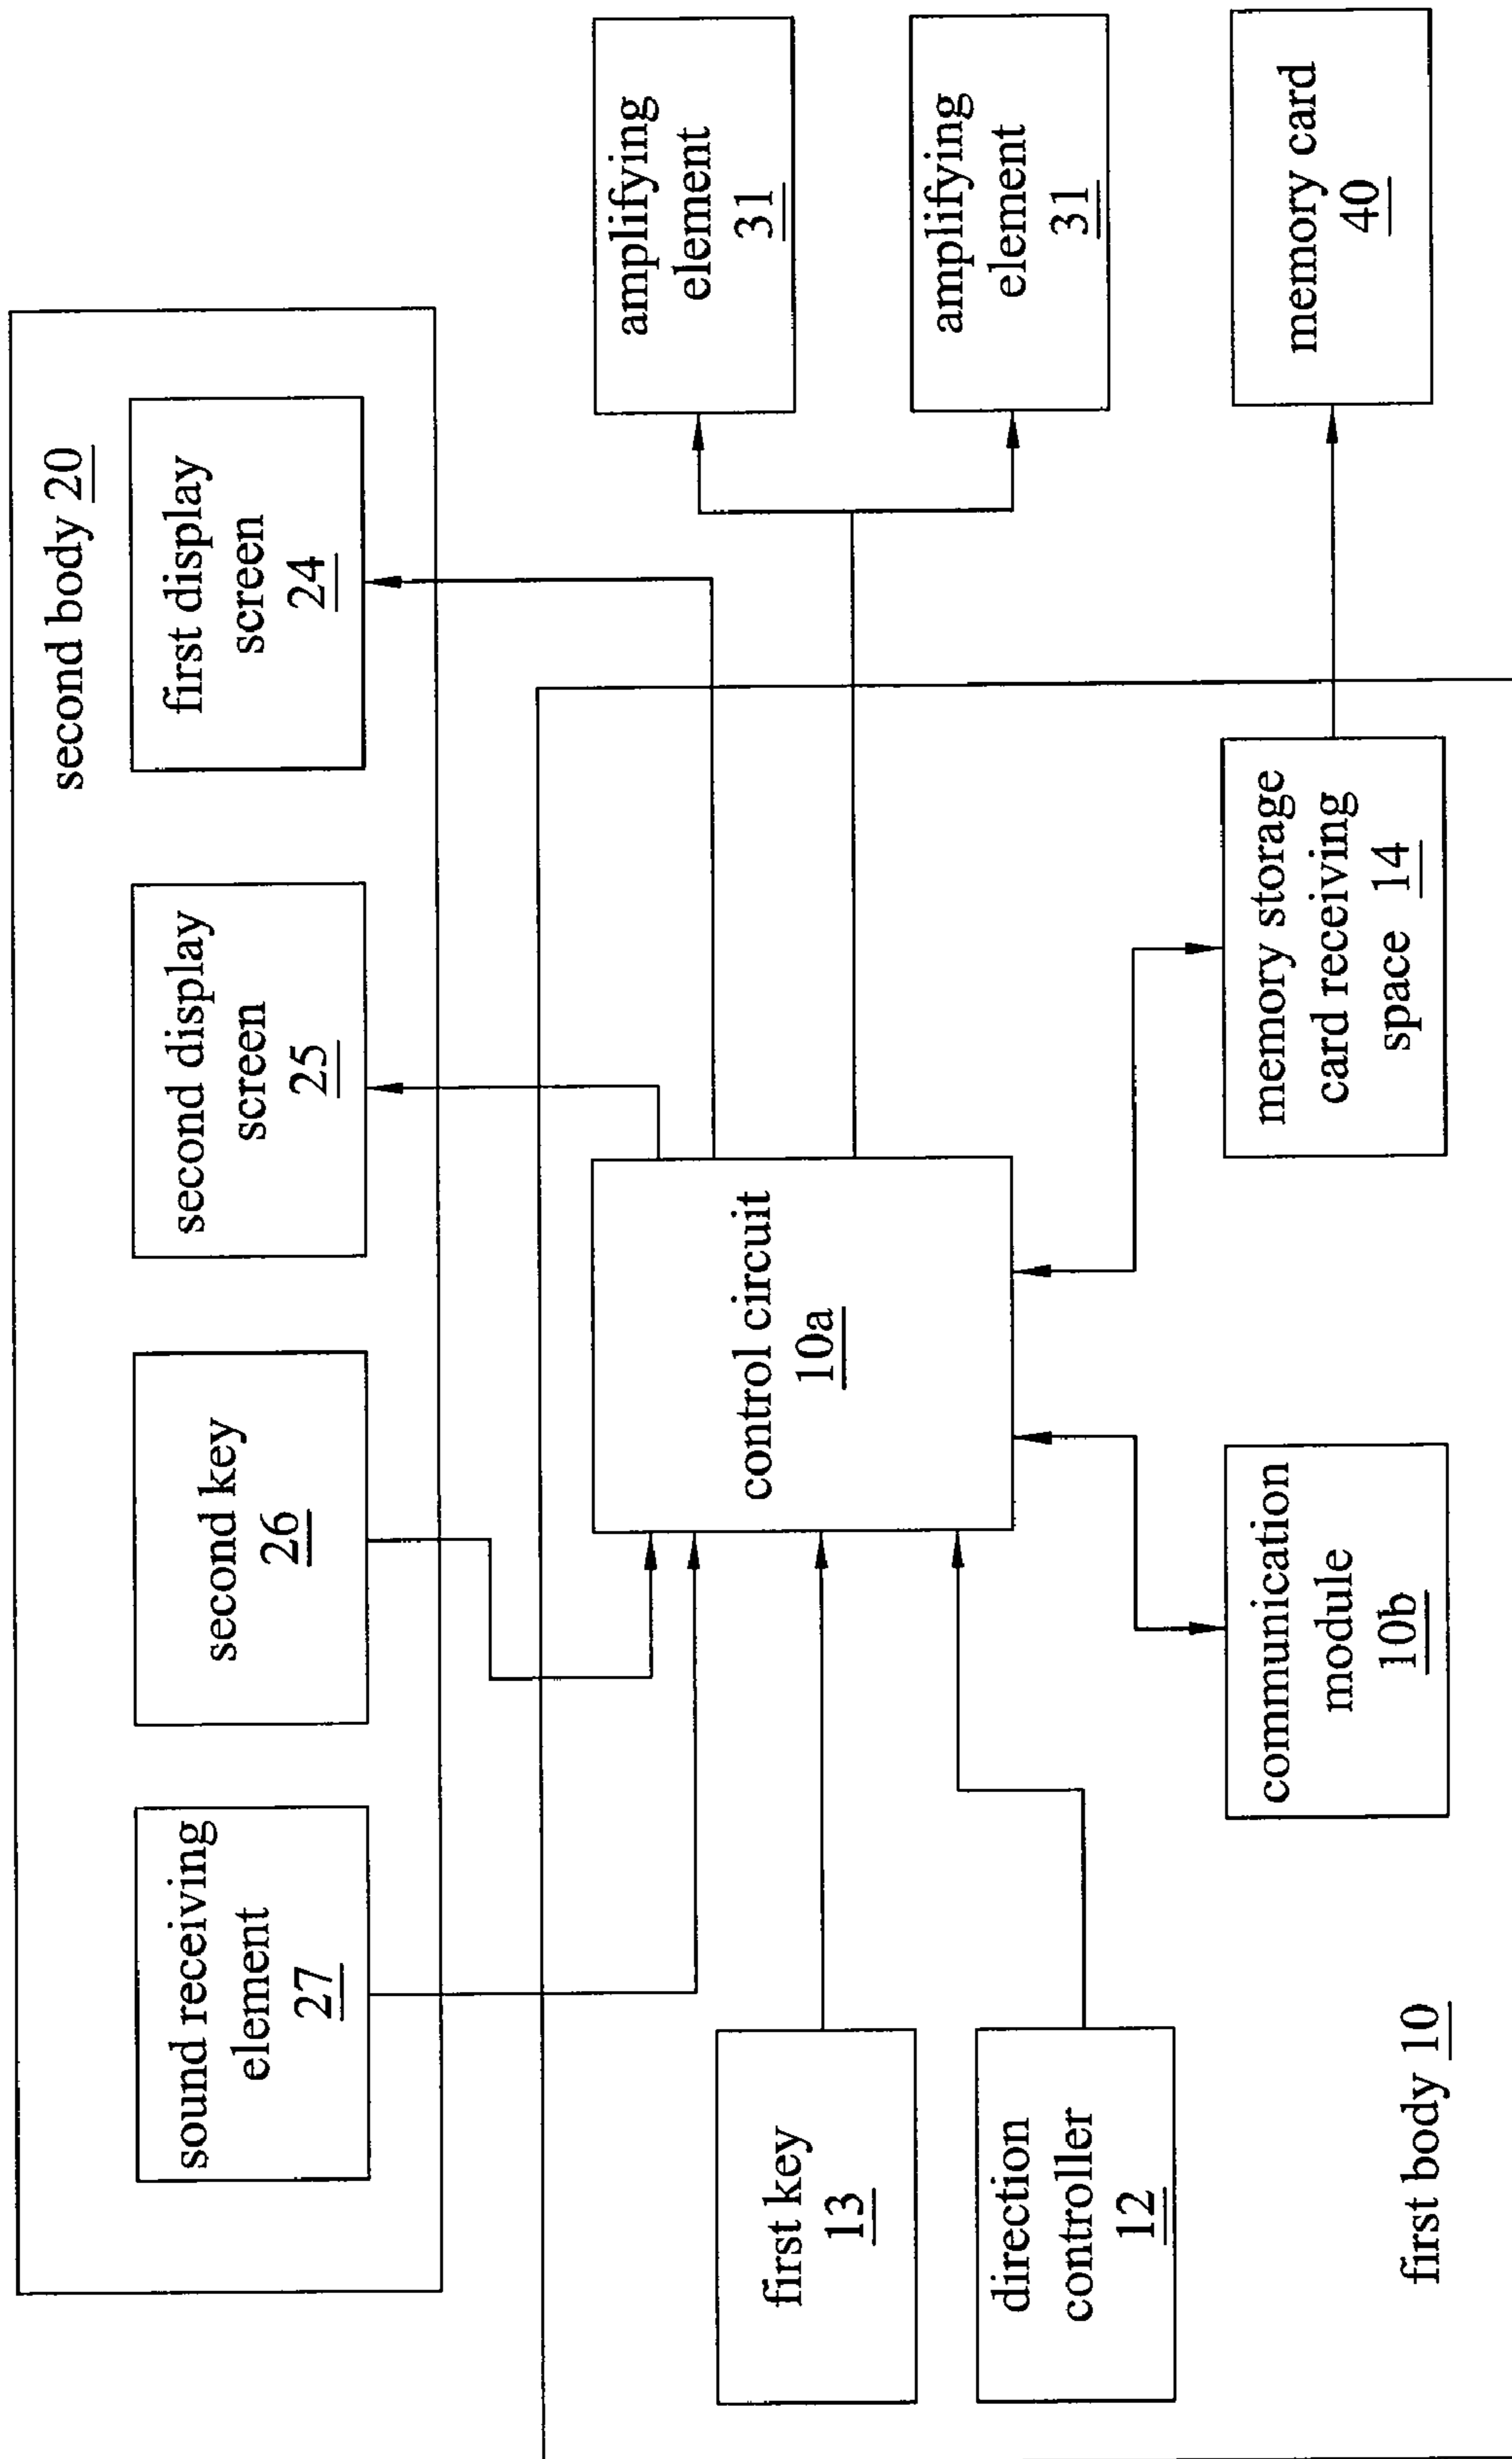 second body 20
sound receiving
element
27
second key
26
second display
screen
25
first display
screen
24
first key
13
direction
controller
12
control circuit
10a
amplifying
element
31
amplifying
element
31
communication
module
10b
memory storage
card receiving
space 14
memory card
40
first body 10